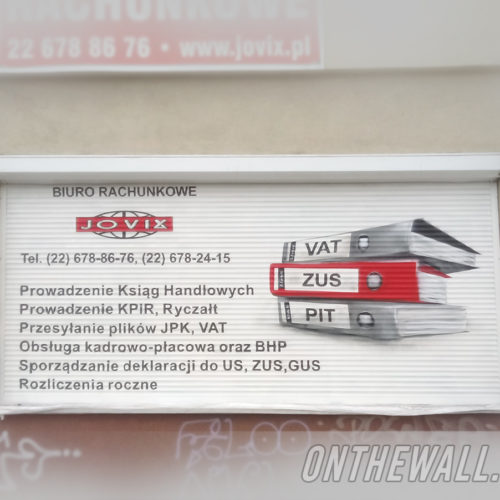 RACHUNKOWE
22 678 86 76 • www.jovix.pl
BIURO RACHUNKOWE
JOVIX
Tel. (22) 678-86-76, (22) 678-24-15
Prowadzenie Ksiąg Handlowych
Prowadzenie KPiR, Ryczałt
Przesyłanie plików JPK, VAT
Obsługa kadrowo-płacowa oraz BHP
Sporządzanie deklaracji do US, ZUS,GUS
Rozliczenia roczne
VAT
ZUS
PIT
ONTHEWALL.